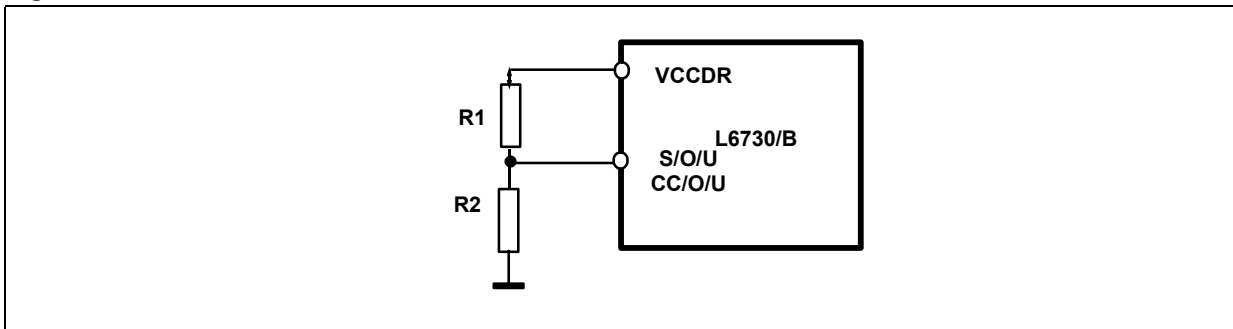 VCCDR
R1
L6730/B
S/O/U
CC/O/U
R2